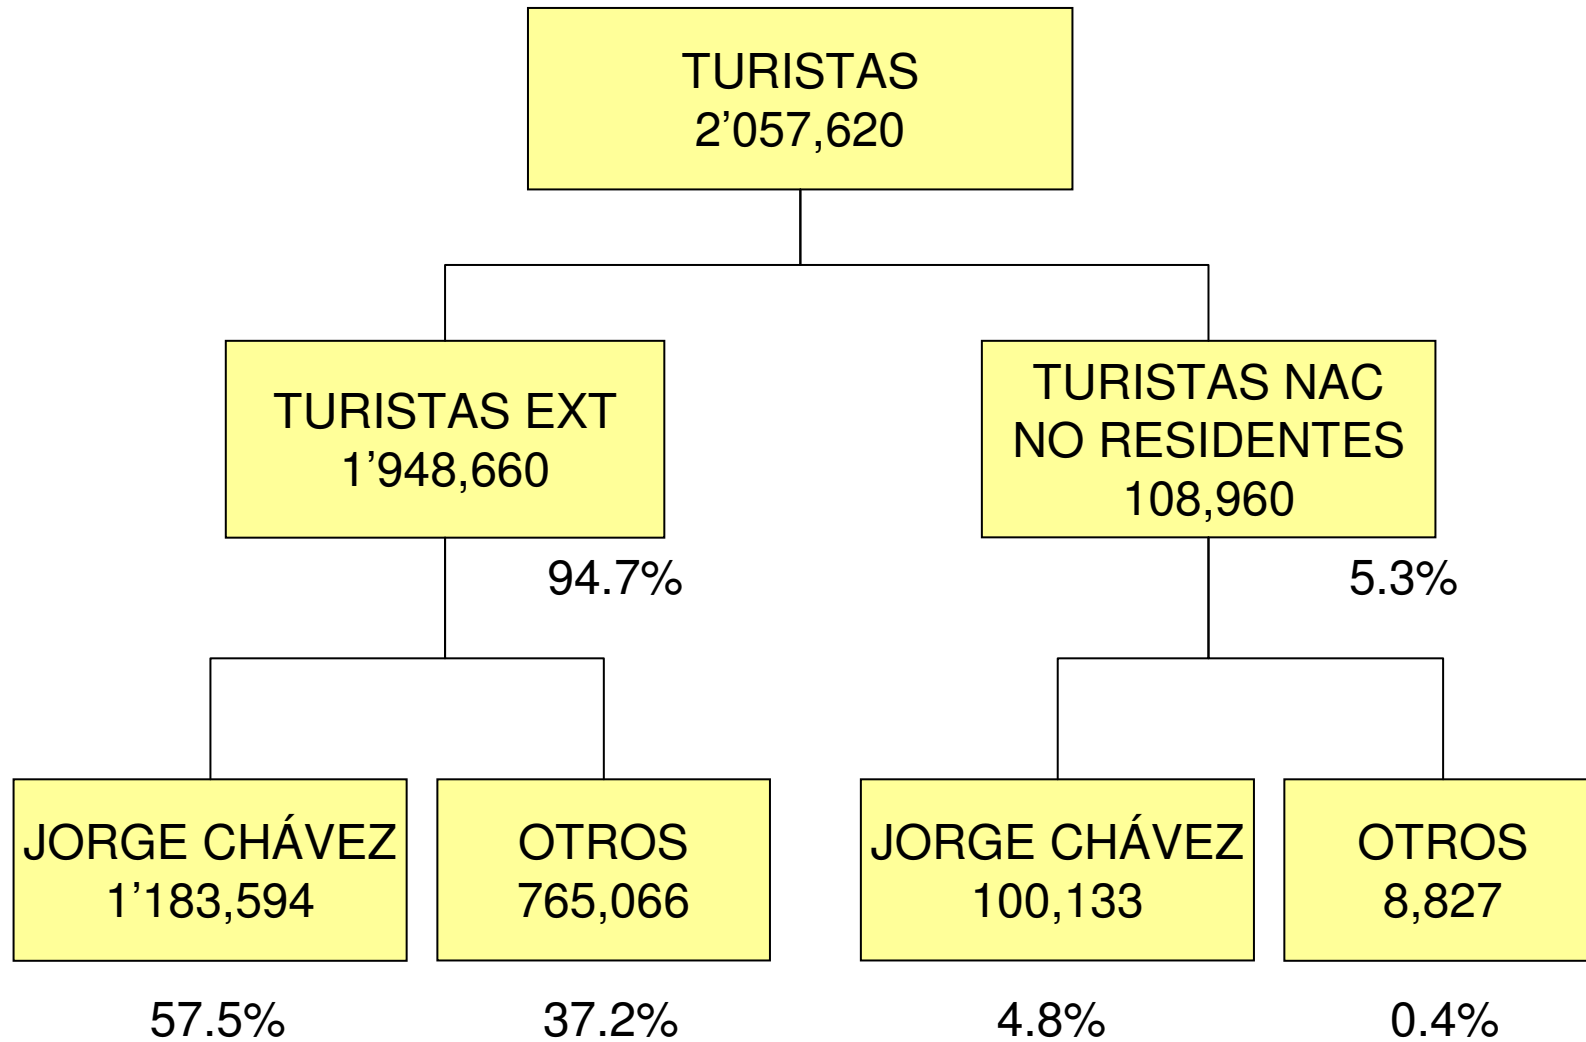 TURISTAS
2’057,620
TURISTAS EXT
1’948,660
TURISTAS NAC
NO RESIDENTES
108,960
94.7%
5.3%
JORGE CHÁVEZ
1’183,594
OTROS
765,066
JORGE CHÁVEZ
100,133
OTROS
8,827
57.5%
37.2%
4.8%
0.4%